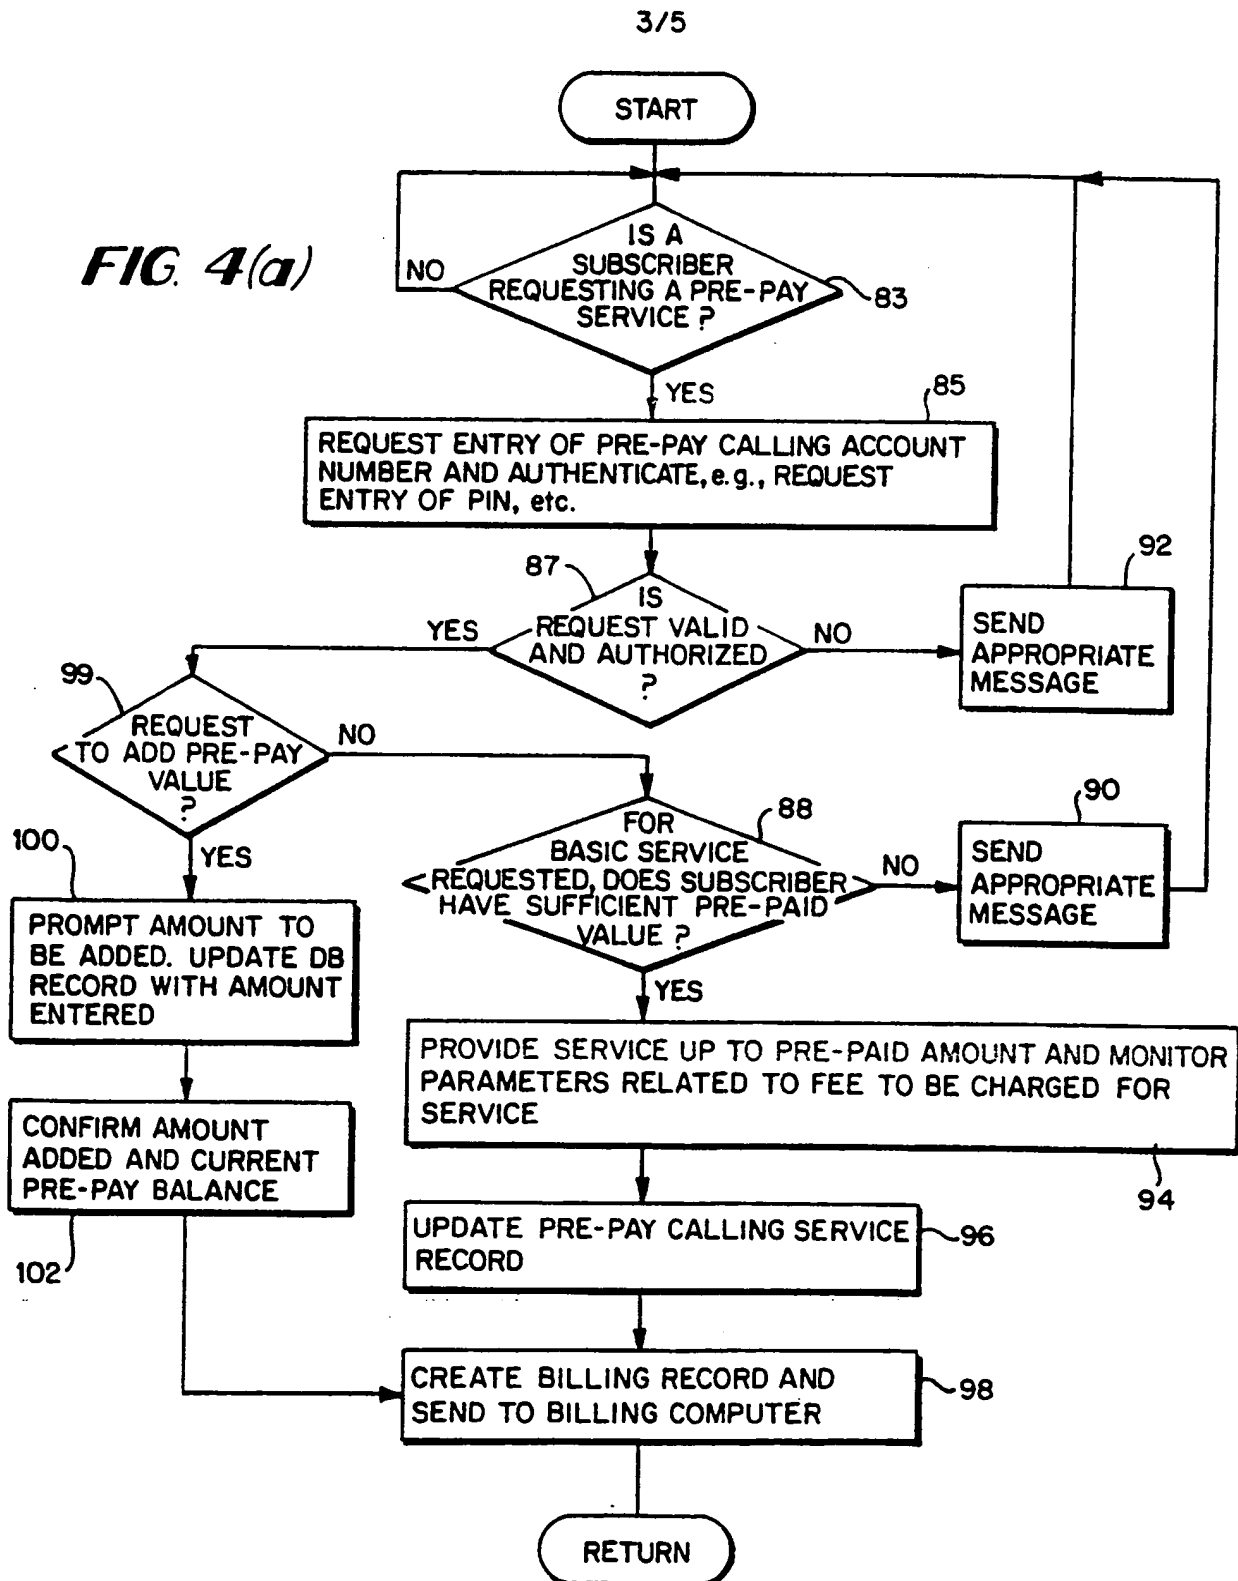 3/5
START
FIG. 4(a)
IS A
SUBSCRIBER
REQUESTING A PRE-PAY
SERVICE ?
NO
83
YES
85
REQUEST ENTRY OF PRE-PAY CALLING ACCOUNT
NUMBER AND AUTHENTICATE, e.g., REQUEST
ENTRY OF PIN, etc.
87
IS
REQUEST VALID
AND AUTHORIZED
?
YES
NO
92
SEND
APPROPRIATE
MESSAGE
99
REQUEST
TO ADD PRE-PAY
VALUE
?
NO
YES
88
FOR
BASIC SERVICE
REQUESTED, DOES SUBSCRIBER
HAVE SUFFICIENT PRE-PAID
VALUE ?
NO
90
SEND
APPROPRIATE
MESSAGE
YES
100
PROMPT AMOUNT TO
BE ADDED. UPDATE DB
RECORD WITH AMOUNT
ENTERED
PROVIDE SERVICE UP TO PRE-PAID AMOUNT AND MONITOR
PARAMETERS RELATED TO FEE TO BE CHARGED FOR
SERVICE
94
CONFIRM AMOUNT
ADDED AND CURRENT
PRE-PAY BALANCE
102
UPDATE PRE-PAY CALLING SERVICE
RECORD
96
CREATE BILLING RECORD AND
SEND TO BILLING COMPUTER
98
RETURN